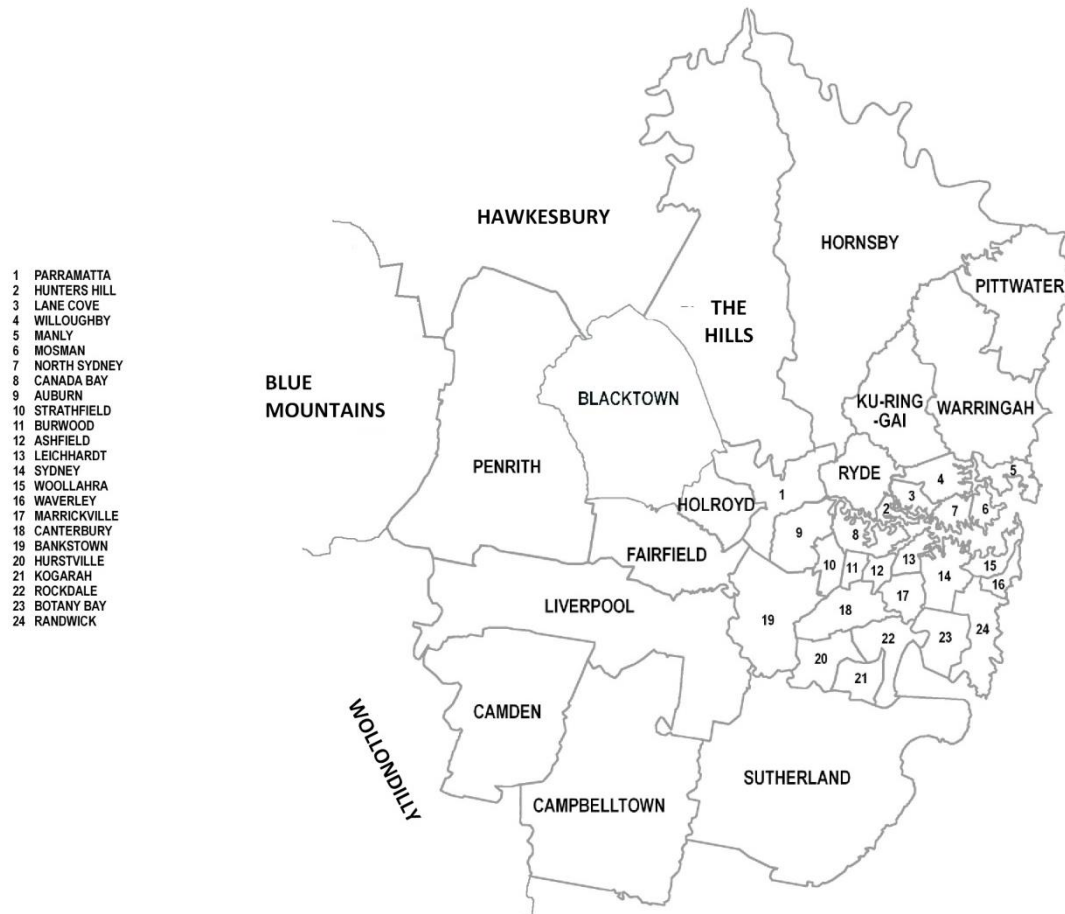 HAWKESBURY
HORNSBY
1 PARRAMATTA
2 HUNTERS HILL
3 LANE COVE
4 WILLOUGHBY
5 MANLY
6 MOSMAN
7 NORTH SYDNEY
8 CANADA BAY
9 AUBURN
10 STRATHFIELD
11 BURWOOD
12 ASHFIELD
13 LEICHHARDT
14 SYDNEY
15 WOOLLAHRA
16 WAVERLEY
17 MARRICKVILLE
18 CANTERBURY
19 BANKSTOWN
20 HURSTVILLE
21 KOGARAH
22 ROCKDALE
23 BOTANY BAY
24 RANDWICK
PITTWATER
THE
HILLS
BLUE
MOUNTAINS
BLACKTOWN
KU-RING
-GAI
WARRINGAH
PENRITH
RYDE
HOLROYD
1
2
3
4
5
6
7
8
9
FAIRFIELD
10
11
12
13
14
15
16
LIVERPOOL
17
18
19
20
21
22
23
24
CAMDEN
WOLLONDILLY
CAMPBELLTOWN
SUTHERLAND